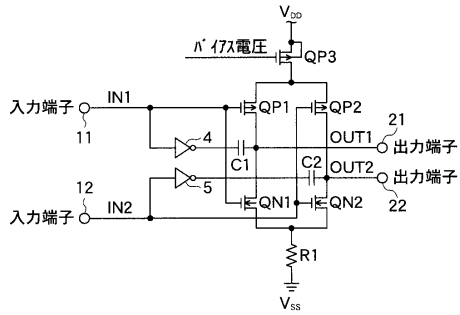 VDD
バイアス電圧
QP3
入力端子
IN1
QP1
QP2
11
4
OUT1
21
出力端子
C1
C2
OUT2
12
5
出力端子
入力端子
IN2
QN1
QN2
22
R1
VSS